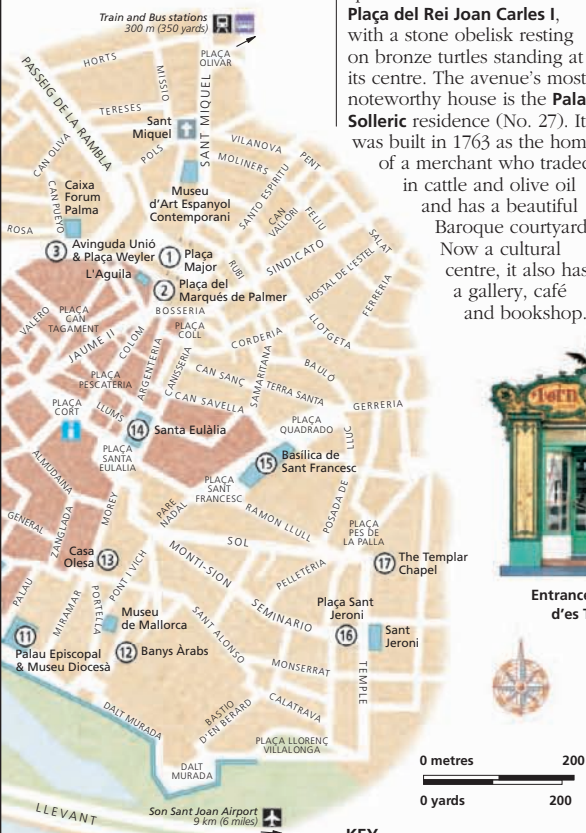 Train and Bus stations
300 m (350 yards)
PLAÇA
OLIVAR
HORTS
MISSIO
PASSEIG DE LA RAMBLA
TERESES
SANT MIQUEL
Sant
Miquel
CAN OLIVA
POLS
VILANOVA
MOLINERS
PENT
Caixa
Forum
Palma
CAN PUEYO
Museu
d'Art Espanyol
Contemporani
SANTO ESPIRITU
CAN
VALLORI
FELIU
SALAT
ROSA
3
Avinguda Unió
& Plaça Weyler
1
Plaça
Major
RUBI
SINDICATO
HOSTAL DE L'ESTEL
FERRERIA
L'Aguila
2
Plaça del
Marqués de Palmer
BOSSERIA
VALERO
PLAÇA
CAN
TAGAMENT
JAUME II
COLOM
PLAÇA
COLL
CORDERIA
LLOTGETA
ARGENTERIA
CANISSERIA
SAMARITANA
BAULÓ
PLAÇA
PESCATERIA
CAN SANÇ
TERRA SANTA
CAN SAVELLA
GERRERIA
PLAÇA
CORT
LLUMS
14
Santa Eulàlia
PLAÇA
QUADRADO
LLUC
PLAÇA
SANTA
EULALIA
15
Basílica de
Sant Francesc
ALMUDAINA
PLAÇA
SANT
FRANCESC
POSADA DE
MOREY
PARE
NADAL
RAMON LLULL
GENERAL
ZANGLADA
SOL
PLAÇA
PES DE
LA PALLA
Casa
Olesa
13
PONT I VICH
MONTI-SION
PELLETERÍA
17
The Templar
Chapel
PALAU
MIRAMAR
PORTELLA
Museu
de Mallorca
SANT ALONSO
SEMINARIO
Plaça Sant
Jeroni
16
Sant
Jeroni
11
Palau Episcopal
& Museu Diocesà
12
Banys Àrabs
MONSERRAT
TEMPLE
DALT MURADA
BASTIO
D'EN BERARD
CALATRAVA
PLAÇA LLORENÇ
VILLALONGA
DALT
MURADA
LLEVANT
Son Sant Joan Airport
9 km (6 miles)
Plaça del Rei Joan Carles I,
with a stone obelisk resting
on bronze turtles standing at
its centre. The avenue's most
noteworthy house is the Pala
Solleric residence (No. 27). It
was built in 1763 as the hom
of a merchant who traded
in cattle and olive oil
and has a beautiful
Baroque courtyard
Now a cultural
centre, it also has
a gallery, café
and bookshop.
Entrance
d'es T
0 metres 200
0 yards 200
KEY